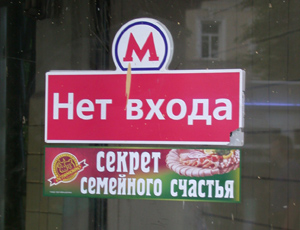 М
Нет входа
секрет
семейного счастья